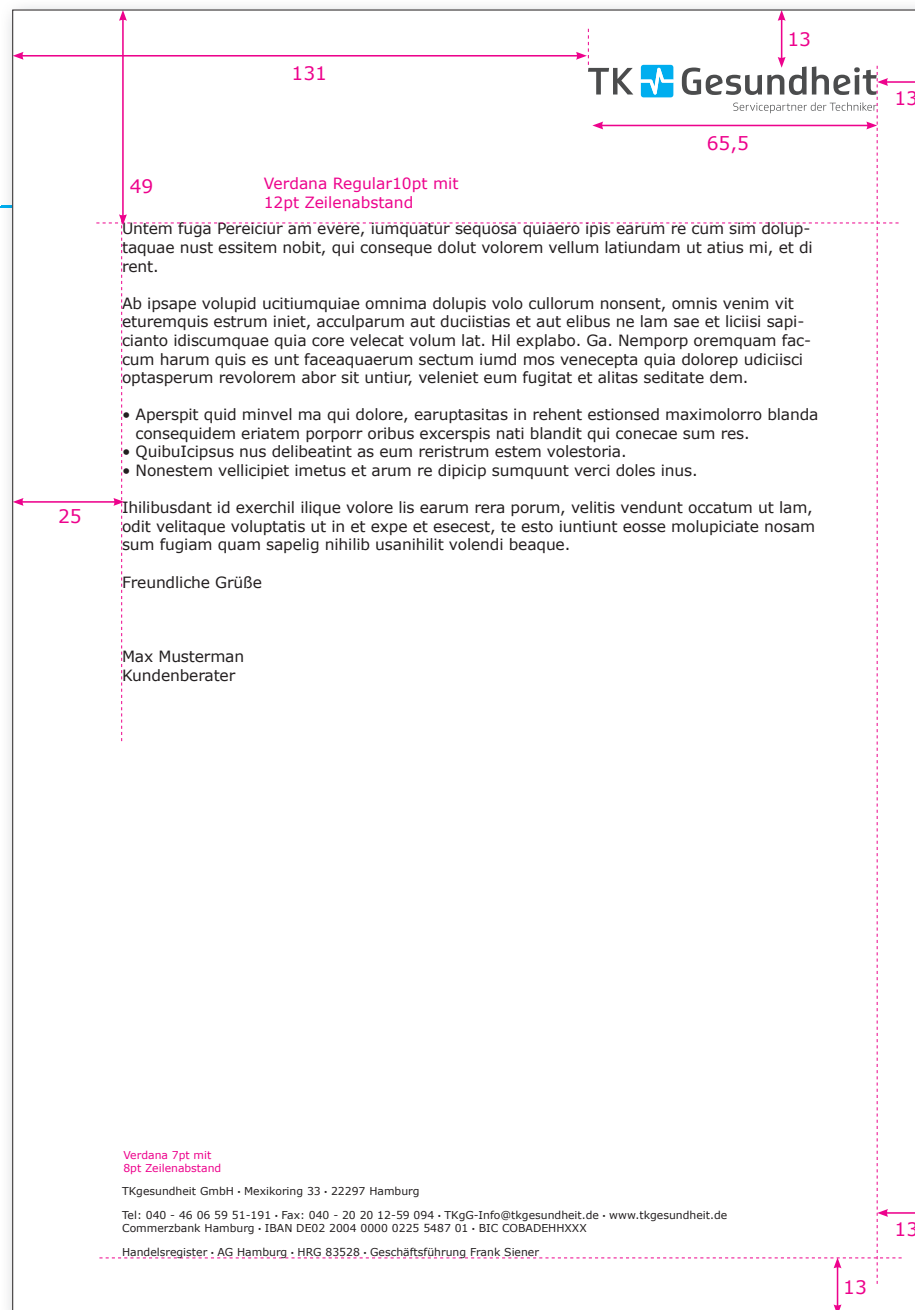 13
131
TK Gesundheit
13
Servicepartner der Techniker
65,5
49
Verdana Regular10pt mit
12pt Zeilenabstand
Untem fuga Pereiciur am evere, iumquatur sequosa quiaero ipis earum re cum sim dolup-
taquae nust essitem nobit, qui conseque dolut volorem vellum latiundam ut atius mi, et di
rent.
Ab ipsape volupid ucitiumquiae omnima dolupis volo cullorum nonsent, omnis venim vit
eturemquis estrum iniet, acculparum aut duciistias et aut elibus ne lam sae et liciisi sapi-
cianto idiscumquae quia core velecat volum lat. Hil explabo. Ga. Nemporp oremquam fac-
cum harum quis es unt faceaquaerum sectum iumd mos venecepta quia dolorep udiciisci
optasperum revolorem abor sit untiur, veleniet eum fugitat et alitas seditate dem.
• Aperspit quid minvel ma qui dolore, earuptasitas in rehent estionsed maximolorro blanda
consequidem eriatem porporr oribus excerspis nati blandit qui conecae sum res.
• QuibuIcipsus nus delibeatint as eum reristrum estem volestoria.
• Nonestem vellicipiet imetus et arum re dipicip sumquunt verci doles inus.
25
Ihilibusdant id exerchil ilique volore lis earum rera porum, velitis vendunt occatum ut lam,
odit velitaque voluptatis ut in et expe et esecest, te esto iuntiunt eosse molupiciate nosam
sum fugiam quam sapelig nihilib usanihilit volendi beaque.
Freundliche Grüße
Max Musterman
Kundenberater
Verdana 7pt mit
8pt Zeilenabstand
TKgesundheit GmbH • Mexikoring 33 • 22297 Hamburg
Tel: 040 - 46 06 59 51-191 • Fax: 040 - 20 20 12-59 094 • TKgG-Info@tkgesundheit.de • www.tkgesundheit.de
Commerzbank Hamburg • IBAN DE02 2004 0000 0225 5487 01 • BIC COBADEHHXXX
13
Handelsregister • AG Hamburg • HRG 83528 • Geschäftsführung Frank Siener
13